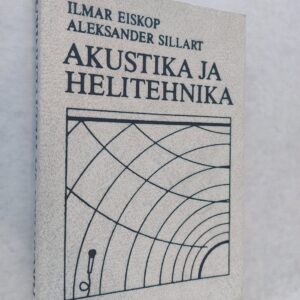 ILMAR EISKOP
ALEKSANDER SILLART
AKUSTIKA JA
HELITEHNIKA